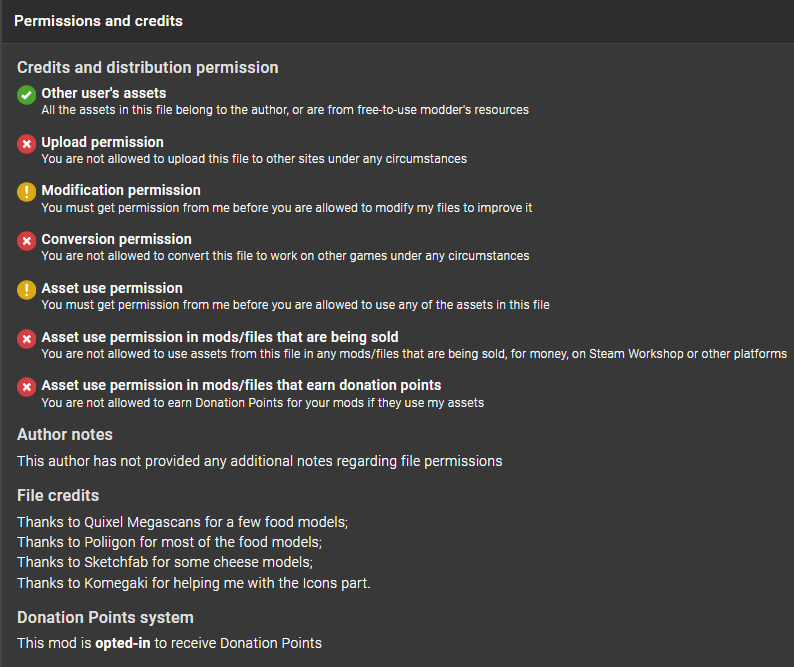 Permissions and credits
Credits and distribution permission
Other user's assets
All the assets in this file belong to the author, or are from free-to-use modder's resources
Upload permission
You are not allowed to upload this file to other sites under any circumstances
Modification permission
You must get permission from me before you are allowed to modify my files to improve it
Conversion permission
You are not allowed to convert this file to work on other games under any circumstances
Asset use permission
You must get permission from me before you are allowed to use any of the assets in this file
Asset use permission in mods/files that are being sold
You are not allowed to use assets from this file in any mods/files that are being sold, for money, on Steam Workshop or other platforms
Asset use permission in mods/files that earn donation points
You are not allowed to earn Donation Points for your mods if they use my assets
Author notes
This author has not provided any additional notes regarding file permissions
File credits
Thanks to Quixel Megascans for a few food models;
Thanks to Poliigon for most of the food models;
Thanks to Sketchfab for some cheese models;
Thanks to Komegaki for helping me with the Icons part.
Donation Points system
This mod is opted-in to receive Donation Points